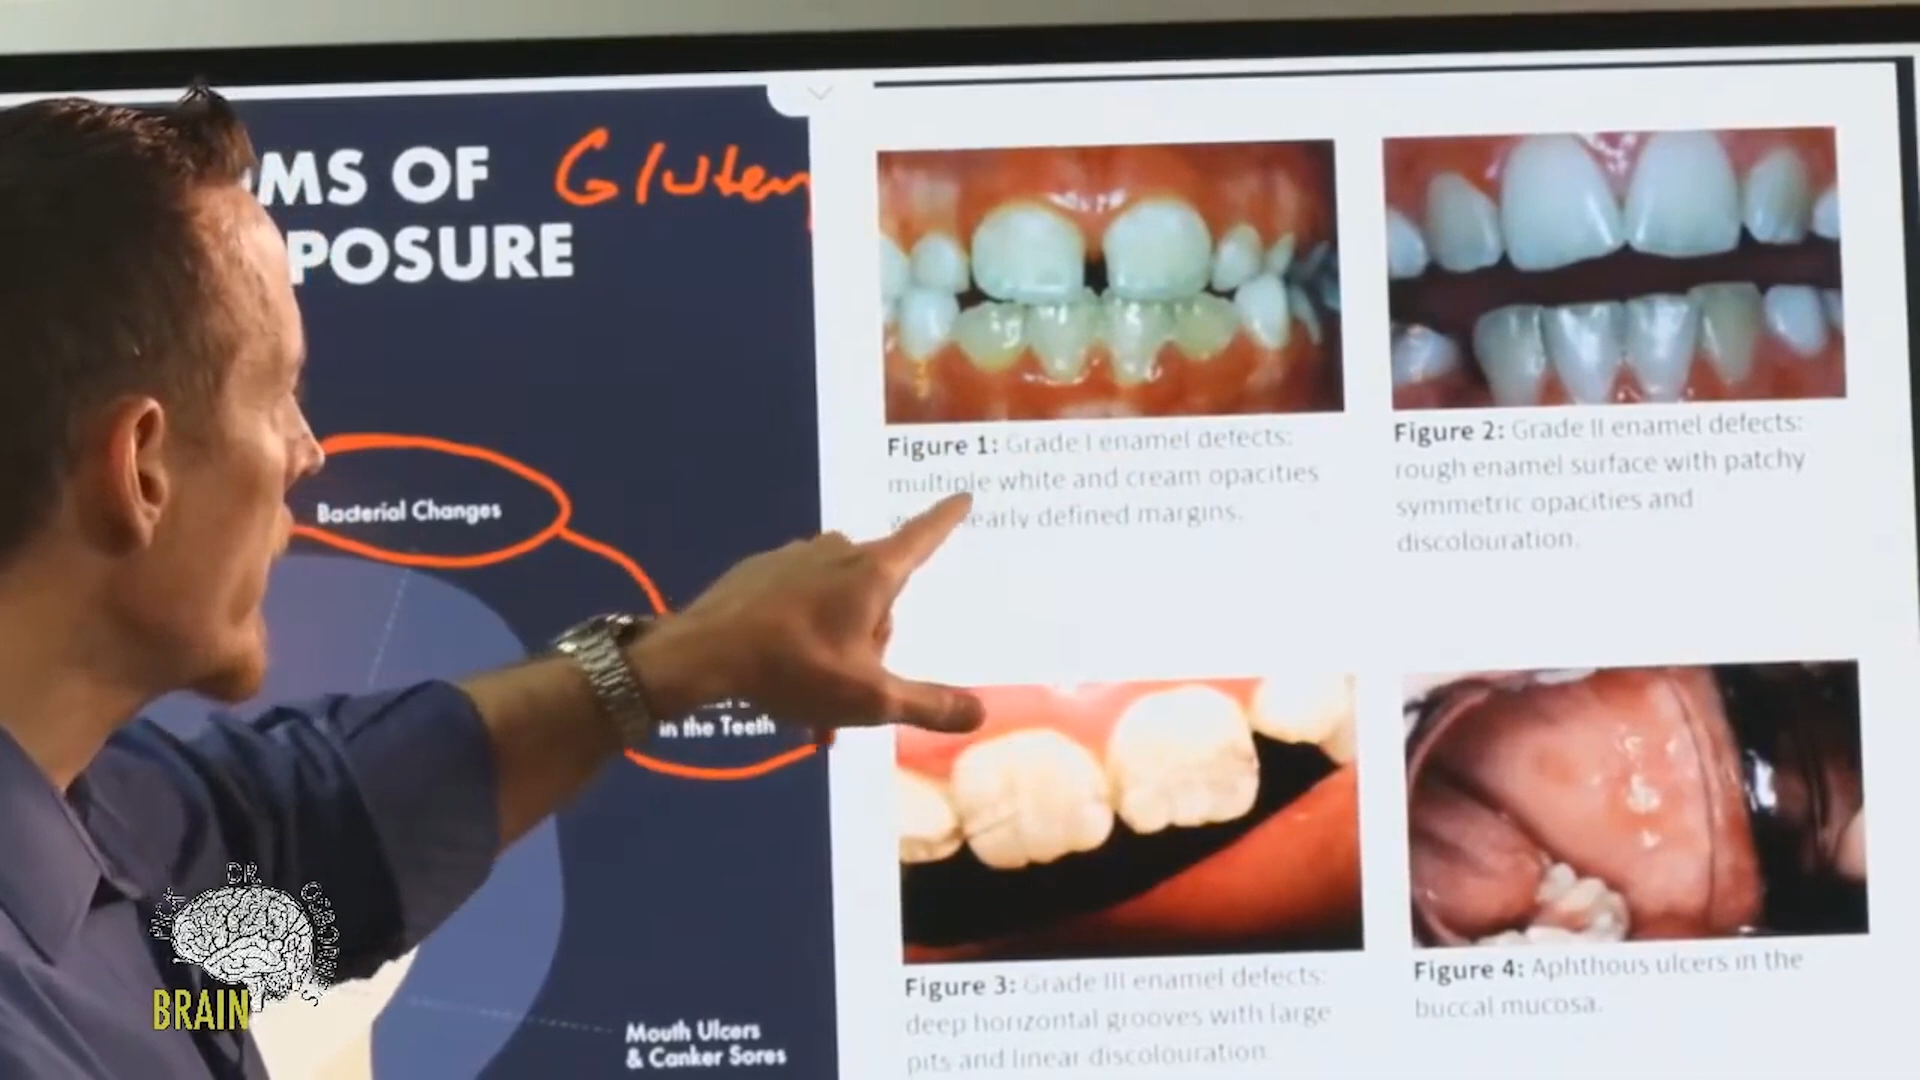 MS OF Gluten
POSURE
Bacterial Changes
in the Teeth
Mouth Ulcers
& Canker Sores
Figure 1: Grade I enamel defects:
multiple white and cream opacities
early defined margins.
Figure 2: Grade II enamel defects:
rough enamel surface with patchy
symmetric opacities and
discolouration.
Figure 3: Grade III enamel defects:
deep horizontal grooves with large
pits and linear discolouration.
Figure 4: Aphthous ulcers in the
buccal mucosa.
DR.
BRAIN